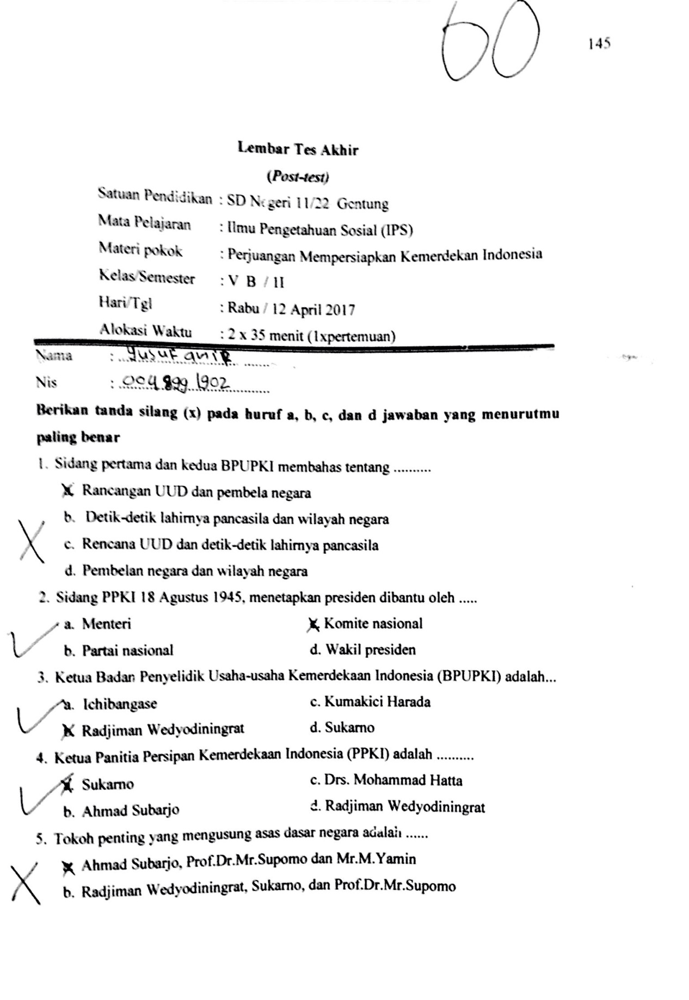 60
145
Lembar Tes Akhir
(Post-test)
Satuan Pendidikan : SD Negeri 11/22 Gentung
Mata Pelajaran : Ilmu Pengetahuan Sosial (IPS)
Materi pokok : Perjuangan Mempersiapkan Kemerdekan Indonesia
Kelas/Semester : V B / II
Hari/Tgl : Rabu / 12 April 2017
Alokasi Waktu : 2 x 35 menit (1xpertemuan)
Nama : Yusuf anif
Nis : 004 899 1902
Berikan tanda silang (x) pada huruf a, b, c, dan d jawaban yang menurutmu
paling benar
1. Sidang pertama dan kedua BPUPKI membahas tentang ..........
X Rancangan UUD dan pembela negara
b. Detik-detik lahirnya pancasila dan wilayah negara
c. Rencana UUD dan detik-detik lahirnya pancasila
d. Pembelan negara dan wilayah negara
2. Sidang PPKI 18 Agustus 1945, menetapkan presiden dibantu oleh .....
a. Menteri X Komite nasional
b. Partai nasional d. Wakil presiden
3. Ketua Badan Penyelidik Usaha-usaha Kemerdekaan Indonesia (BPUPKI) adalah...
a. Ichibangase c. Kumakici Harada
X Radjiman Wedyodiningrat d. Sukarno
4. Ketua Panitia Persipan Kemerdekaan Indonesia (PPKI) adalah ..........
X Sukarno c. Drs. Mohammad Hatta
b. Ahmad Subarjo d. Radjiman Wedyodiningrat
5. Tokoh penting yang mengusung asas dasar negara adalah ......
X Ahmad Subarjo, Prof.Dr.Mr.Supomo dan Mr.M.Yamin
b. Radjiman Wedyodiningrat, Sukarno, dan Prof.Dr.Mr.Supomo